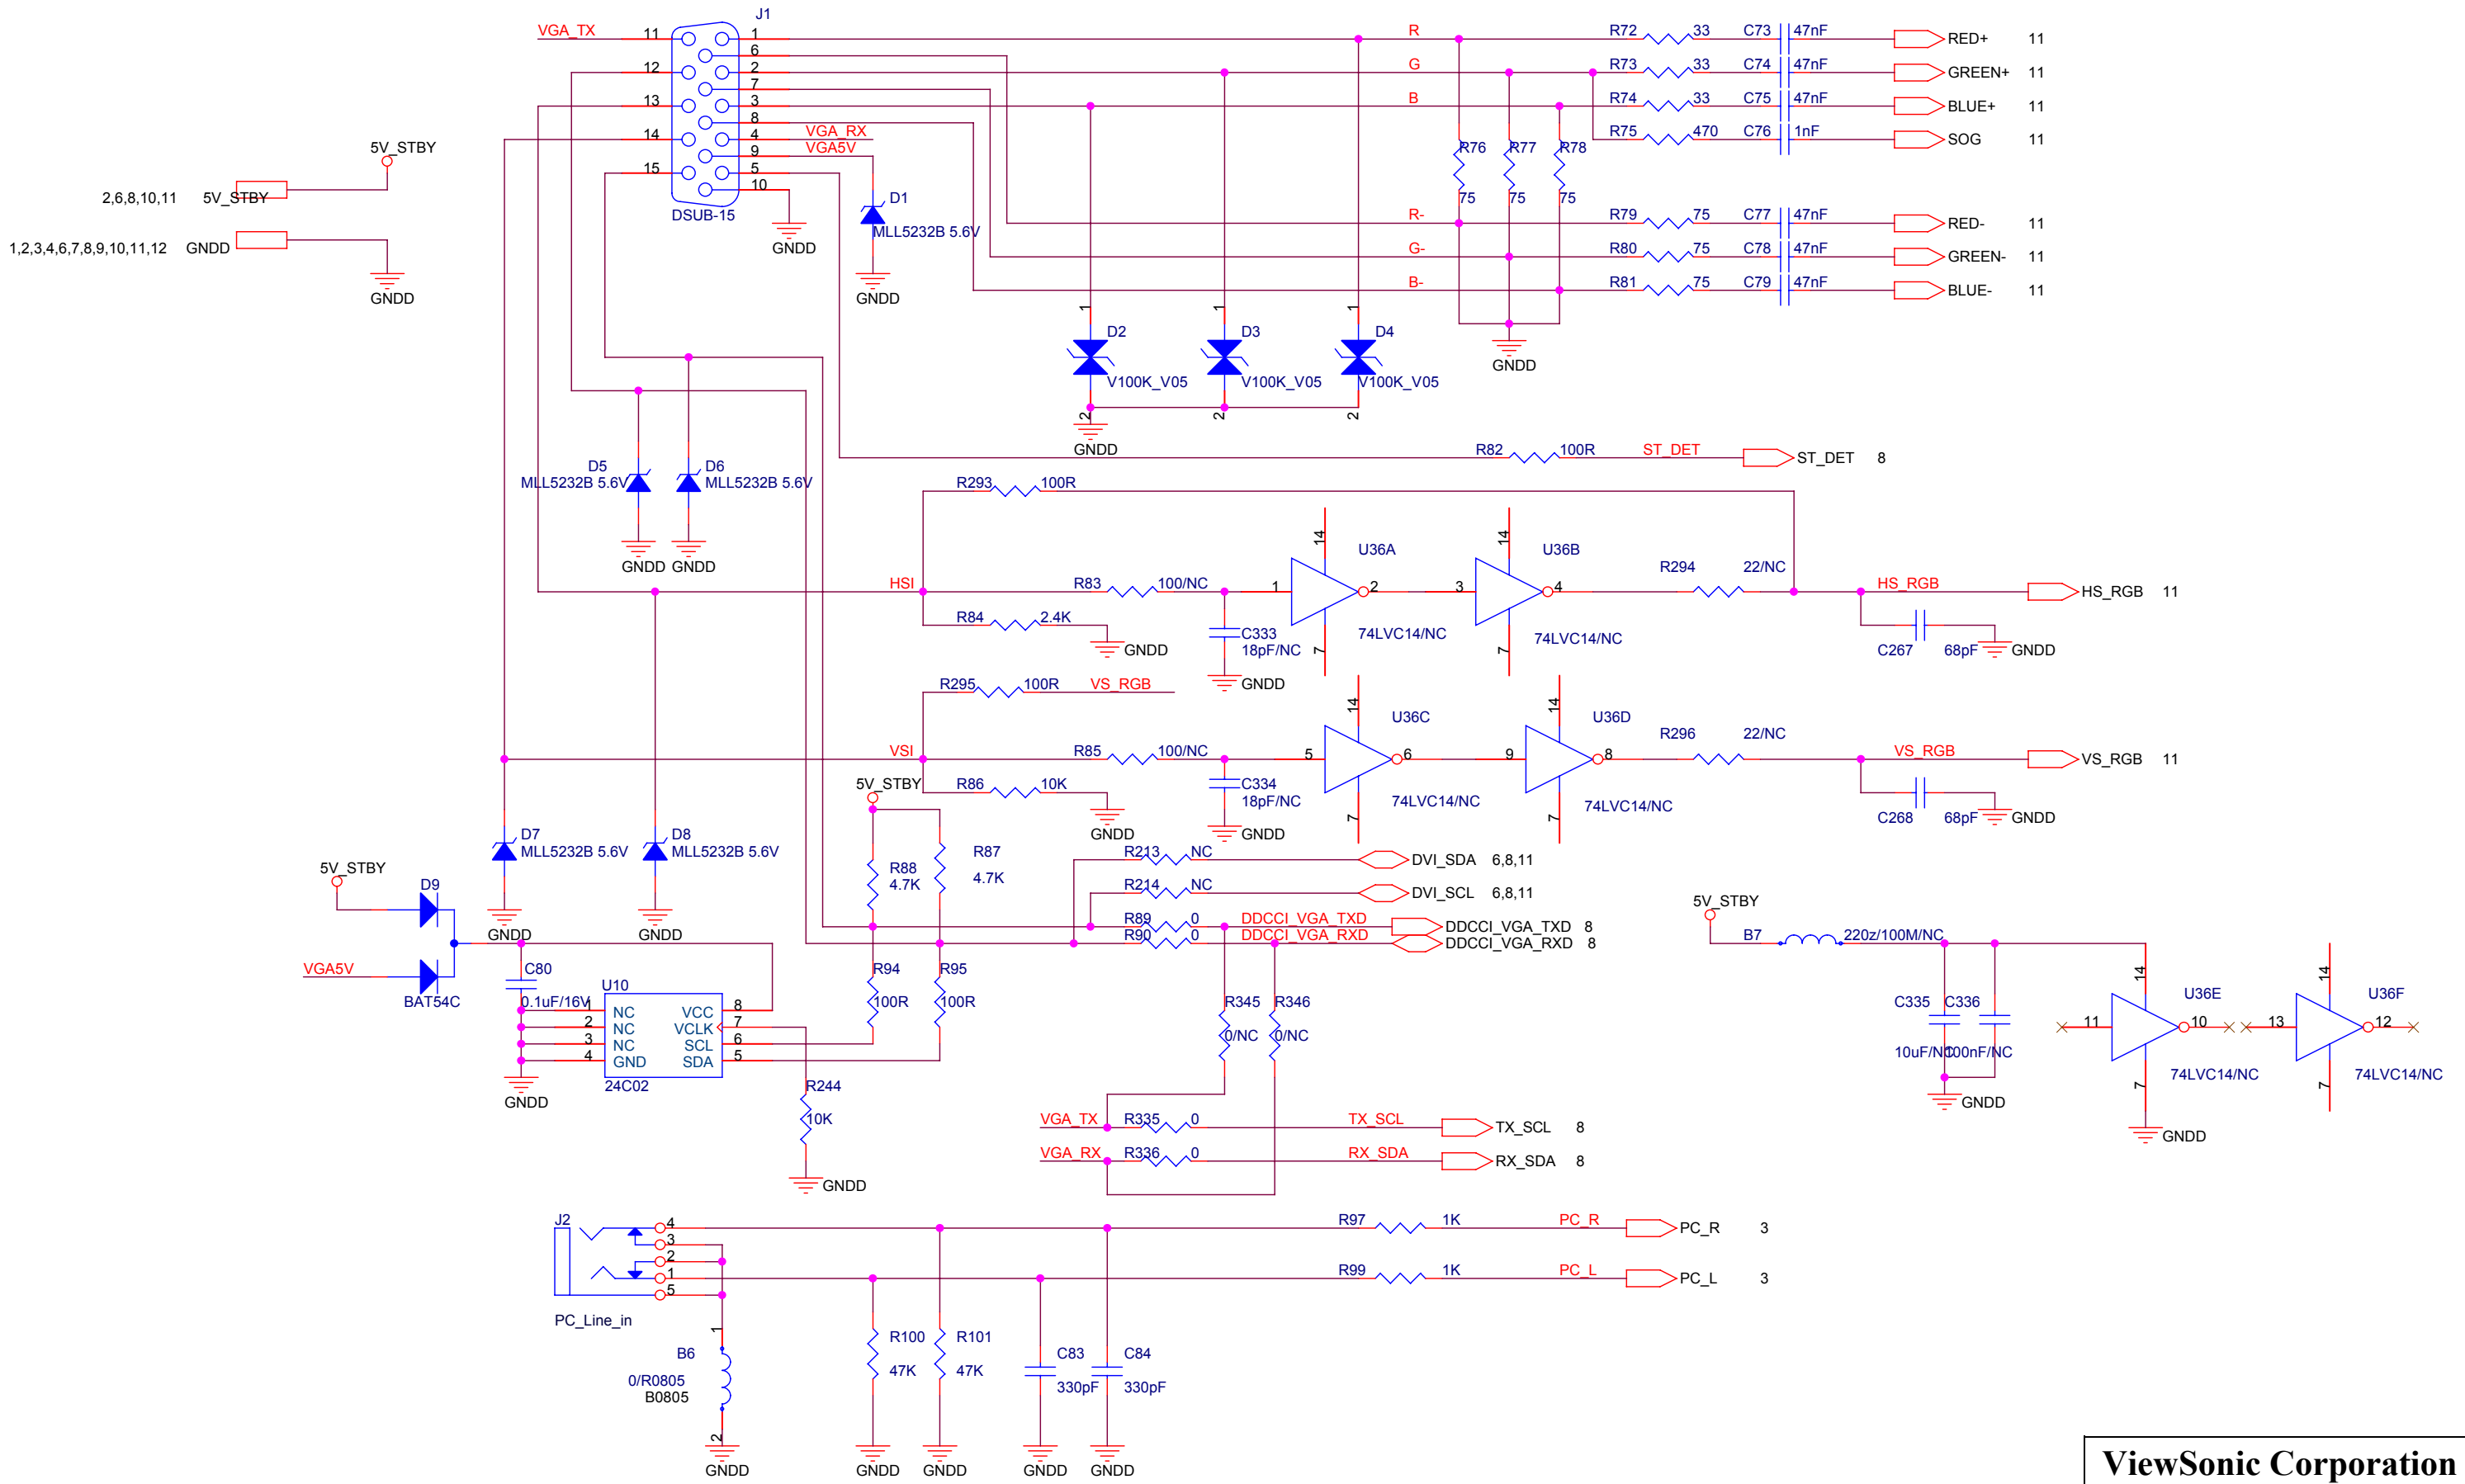 J1
VGA_TX 11 1 R R72 33 C73 47nF RED+ 11
6
12 2 G R73 33 C74 47nF GREEN+ 11
7
13 3 B R74 33 C75 47nF BLUE+ 11
8
14 4 VGA_RX R75 470 C76 1nF SOG 11
5V_STBY 9 VGA5V R76 R77 R78
15 5
10
2,6,8,10,11 5V_STBY D1 75 75 75
DSUB-15 R- R79 75 C77 47nF RED- 11
MLL5232B 5.6V
1,2,3,4,6,7,8,9,10,11,12 GNDD GNDD G- R80 75 C78 47nF GREEN- 11
GNDD GNDD B- R81 75 C79 47nF BLUE- 11
1 1 1
D2 D3 D4
GNDD
V100K_V05 V100K_V05 V100K_V05
2 2 2
GNDD
R82 100R ST_DET ST_DET 8
D5 D6
MLL5232B 5.6V MLL5232B 5.6V R293 100R
14 14
U36A U36B
GNDD GNDD R294 22/NC
HSI R83 100/NC 1 2 3 4 HS_RGB HS_RGB 11
R84 2.4K
C333 74LVC14/NC 74LVC14/NC
GNDD 18pF/NC 7 7 C267 68pF GNDD
R295 100R VS_RGB GNDD
14 14
U36C U36D
R296 22/NC
VSI R85 100/NC 5 6 9 8 VS_RGB VS_RGB 11
5V_STBY R86 10K C334
18pF/NC 74LVC14/NC 74LVC14/NC
C268 68pF GNDD
GNDD GNDD 7 7
D7 D8
MLL5232B 5.6V MLL5232B 5.6V R87 R213 NC DVI_SDA 6,8,11
5V_STBY R88
D9 4.7K 4.7K R214 NC DVI_SCL 6,8,11
5V_STBY
R89 0 DDCCI_VGA_TXD DDCCI_VGA_TXD 8
GNDD GNDD R90 0 DDCCI_VGA_RXD DDCCI_VGA_RXD 8
B7 220z/100M/NC
VGA5V C80 R94 R95
14 14
BAT54C 0.1uF/16V U10 100R 100R R345 R346 C335 C336 U36E U36F
1 NC VCC 8
2 NC VCLK 7 11 10 13 12
3 NC SCL 6 0/NC 0/NC
4 GND SDA 5 10uF/NC 100nF/NC
24C02 R244 74LVC14/NC 74LVC14/NC
7 7
GNDD GNDD
10K VGA_TX R335 0 TX_SCL TX_SCL 8
GNDD
VGA_RX R336 0 RX_SDA RX_SDA 8
GNDD
J2 4 R97 1K PC_R PC_R 3
3
2
1 R99 1K PC_L PC_L 3
5
PC_Line_in
1 R100 R101
B6 C83 C84
0/R0805 47K 47K
B0805 330pF 330pF
2
GNDD GNDD GNDD GNDD GNDD
ViewSonic Corporation